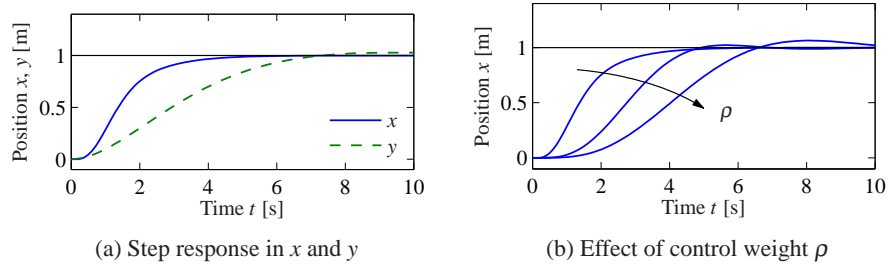 Position x, y [m]
1
0.5
0
x
y
0 2 4 6 8 10
Time t [s]
(a) Step response in x and y
Position x [m]
1
0.5
0
ρ
0 2 4 6 8 10
Time t [s]
(b) Effect of control weight ρ